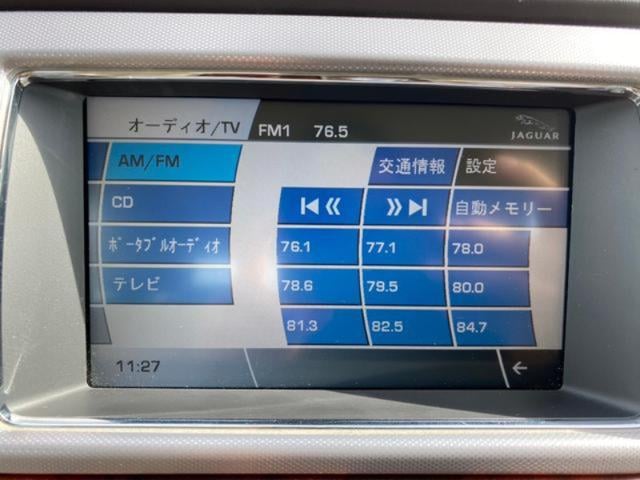 オーディオ/TV FM1 76.5 JAGUAR
AM/FM 交通情報 設定
CD 自動メモリー
ﾎﾟｰﾀﾌﾞﾙｵｰﾃﾞｨｵ 76.1 77.1 78.0
テレビ 78.6 79.5 80.0
81.3 82.5 84.7
11:27